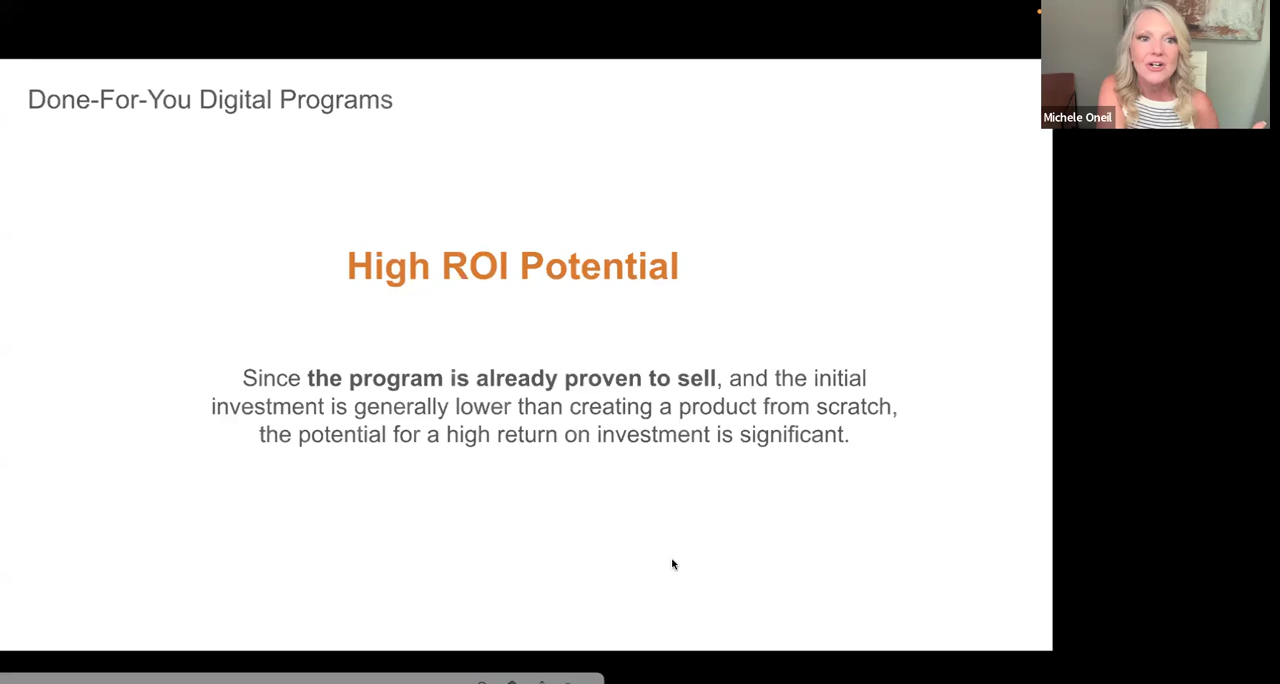 Done-For-You Digital Programs
Michele Oneil
High ROI Potential
Since the program is already proven to sell, and the initial
investment is generally lower than creating a product from scratch,
the potential for a high return on investment is significant.